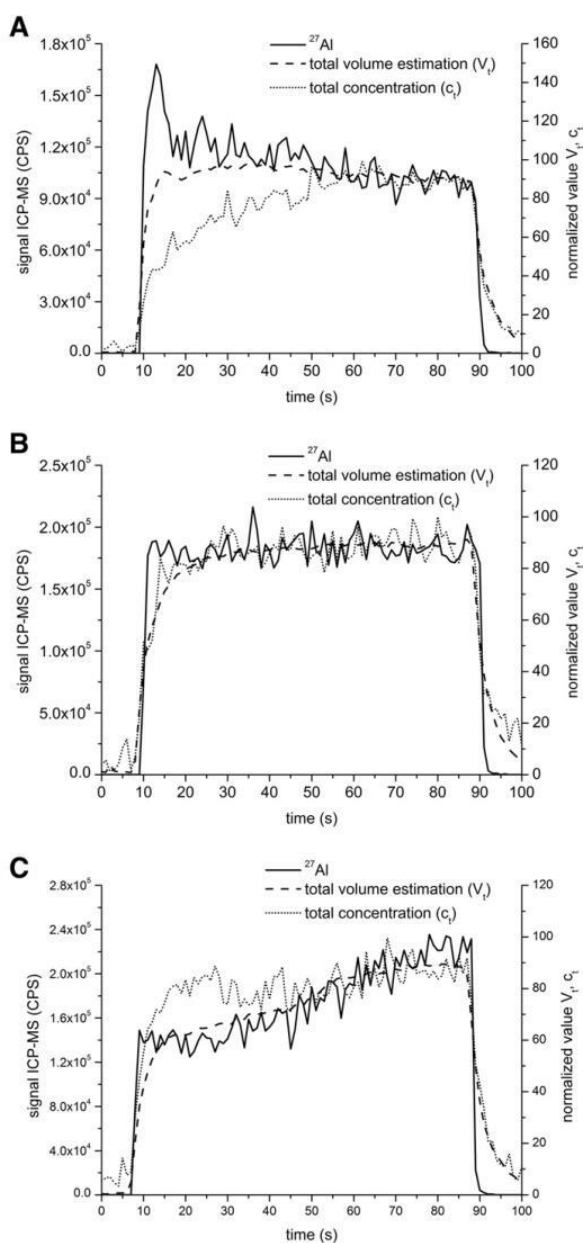 A
²⁷Al
total volume estimation (Vₜ)
total concentration (cₜ)
signal ICP-MS (CPS)
1.8x10⁵
1.5x10⁵
1.2x10⁵
9.0x10⁴
6.0x10⁴
3.0x10⁴
0.0
normalized value Vₜ, cₜ
160
140
120
100
80
60
40
20
0
0 10 20 30 40 50 60 70 80 90 100
time (s)
B
²⁷Al
total volume estimation (Vₜ)
total concentration (cₜ)
signal ICP-MS (CPS)
2.5x10⁵
2.0x10⁵
1.5x10⁵
1.0x10⁵
5.0x10⁴
0.0
normalized value Vₜ, cₜ
120
100
80
60
40
20
0
0 10 20 30 40 50 60 70 80 90 100
time (s)
C
²⁷Al
total volume estimation (Vₜ)
total concentration (cₜ)
signal ICP-MS (CPS)
2.8x10⁵
2.4x10⁵
2.0x10⁵
1.6x10⁵
1.2x10⁵
8.0x10⁴
4.0x10⁴
0.0
normalized value Vₜ, cₜ
120
100
80
60
40
20
0
0 10 20 30 40 50 60 70 80 90 100
time (s)